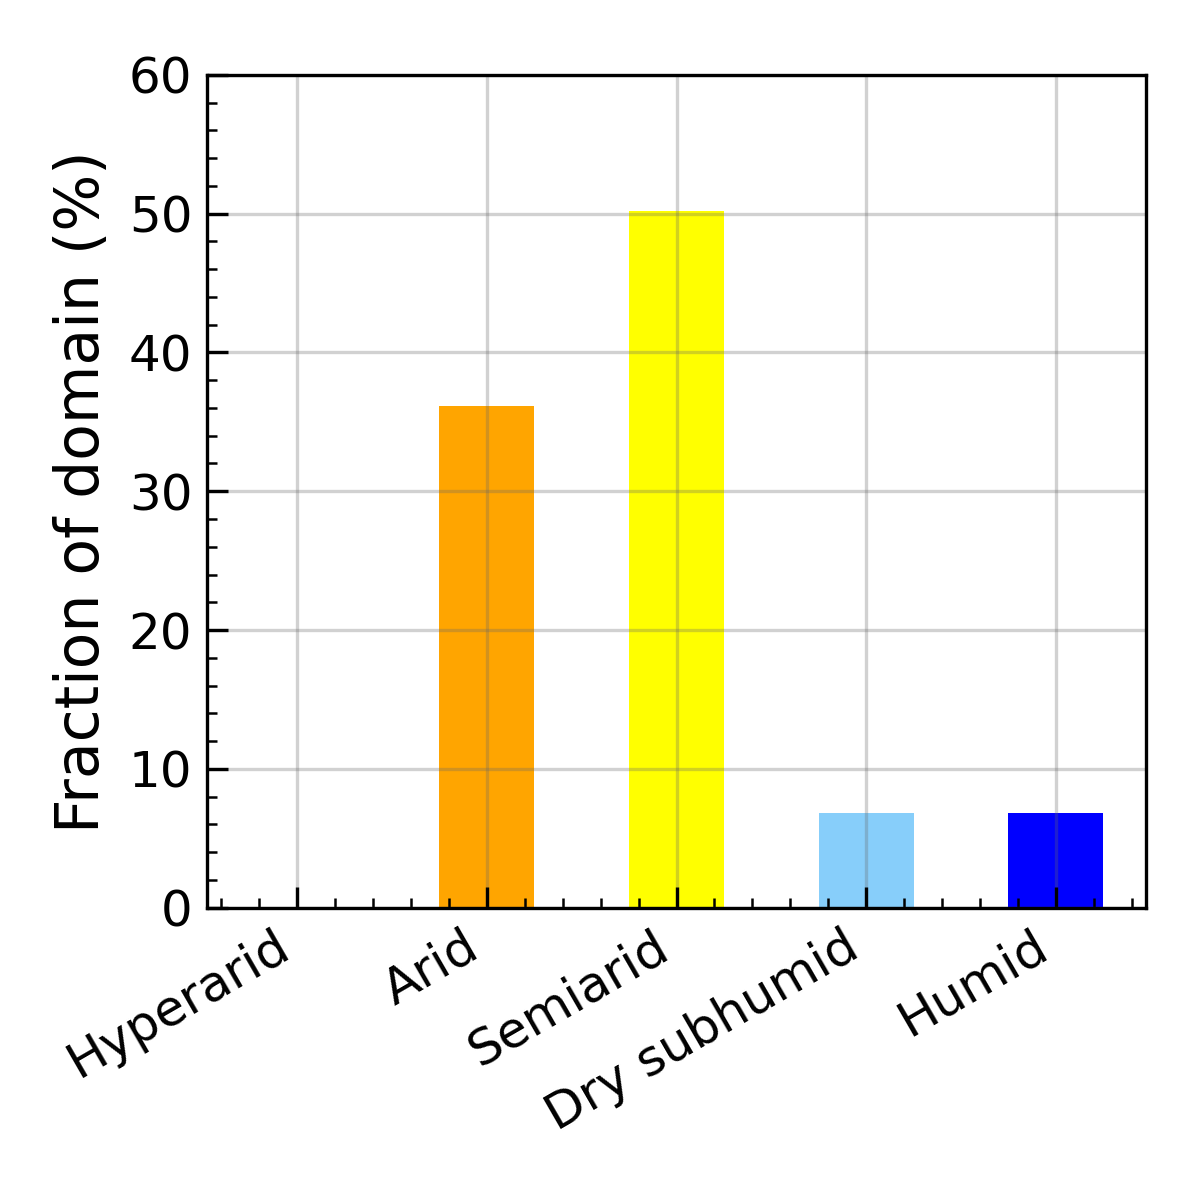 Fraction of domain (%)
60
50
40
30
20
10
0
Hyperarid
Arid
Semiarid
Dry subhumid
Humid